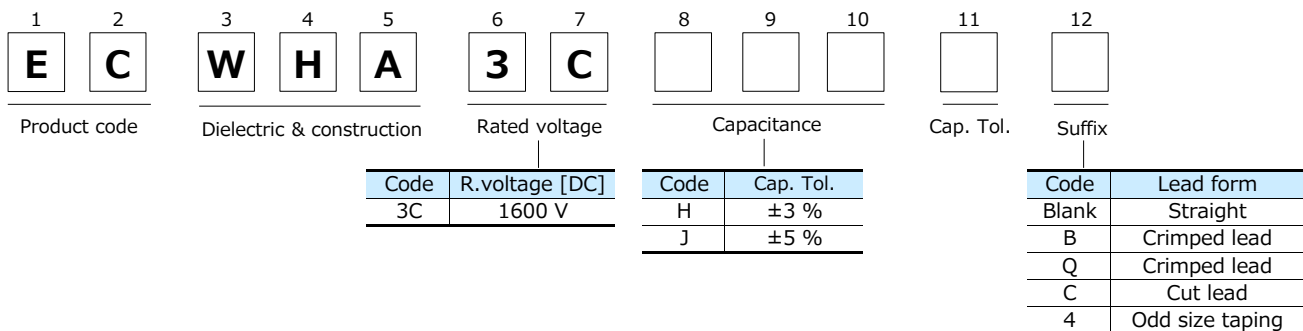 1 2 3 4 5 6 7 8 9 10 11 12
E C W H A 3 C
Product code Dielectric & construction Rated voltage Capacitance Cap. Tol. Suffix
Code R.voltage [DC] Code Cap. Tol. Code Lead form
3C 1600 V H ±3 % Blank Straight
J ±5 % B Crimped lead
Q Crimped lead
C Cut lead
4 Odd size taping